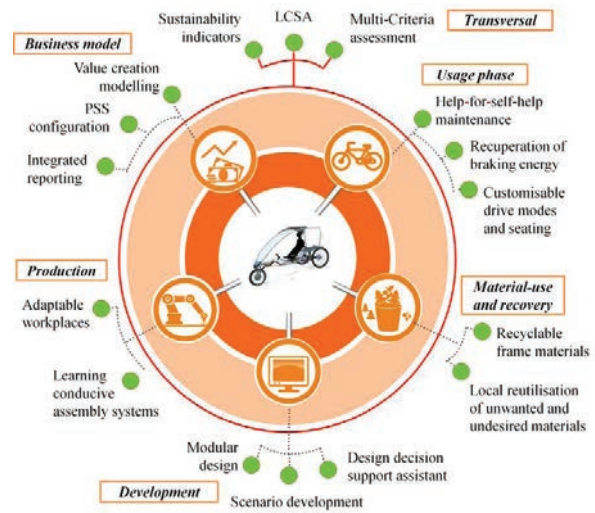 Sustainability
indicators
LCSA
Multi-Criteria
assessment
Transversal
Business model
Value creation
modelling
PSS
configuration
Integrated
reporting
Usage phase
Help-for-self-help
maintenance
Recuperation of
braking energy
Customisable
drive modes
and seating
Production
Adaptable
workplaces
Learning
conducive
assembly systems
Material-use
and recovery
Recyclable
frame materials
Local reutilisation
of unwanted and
undesired materials
Modular
design
Scenario development
Design decision
support assistant
Development